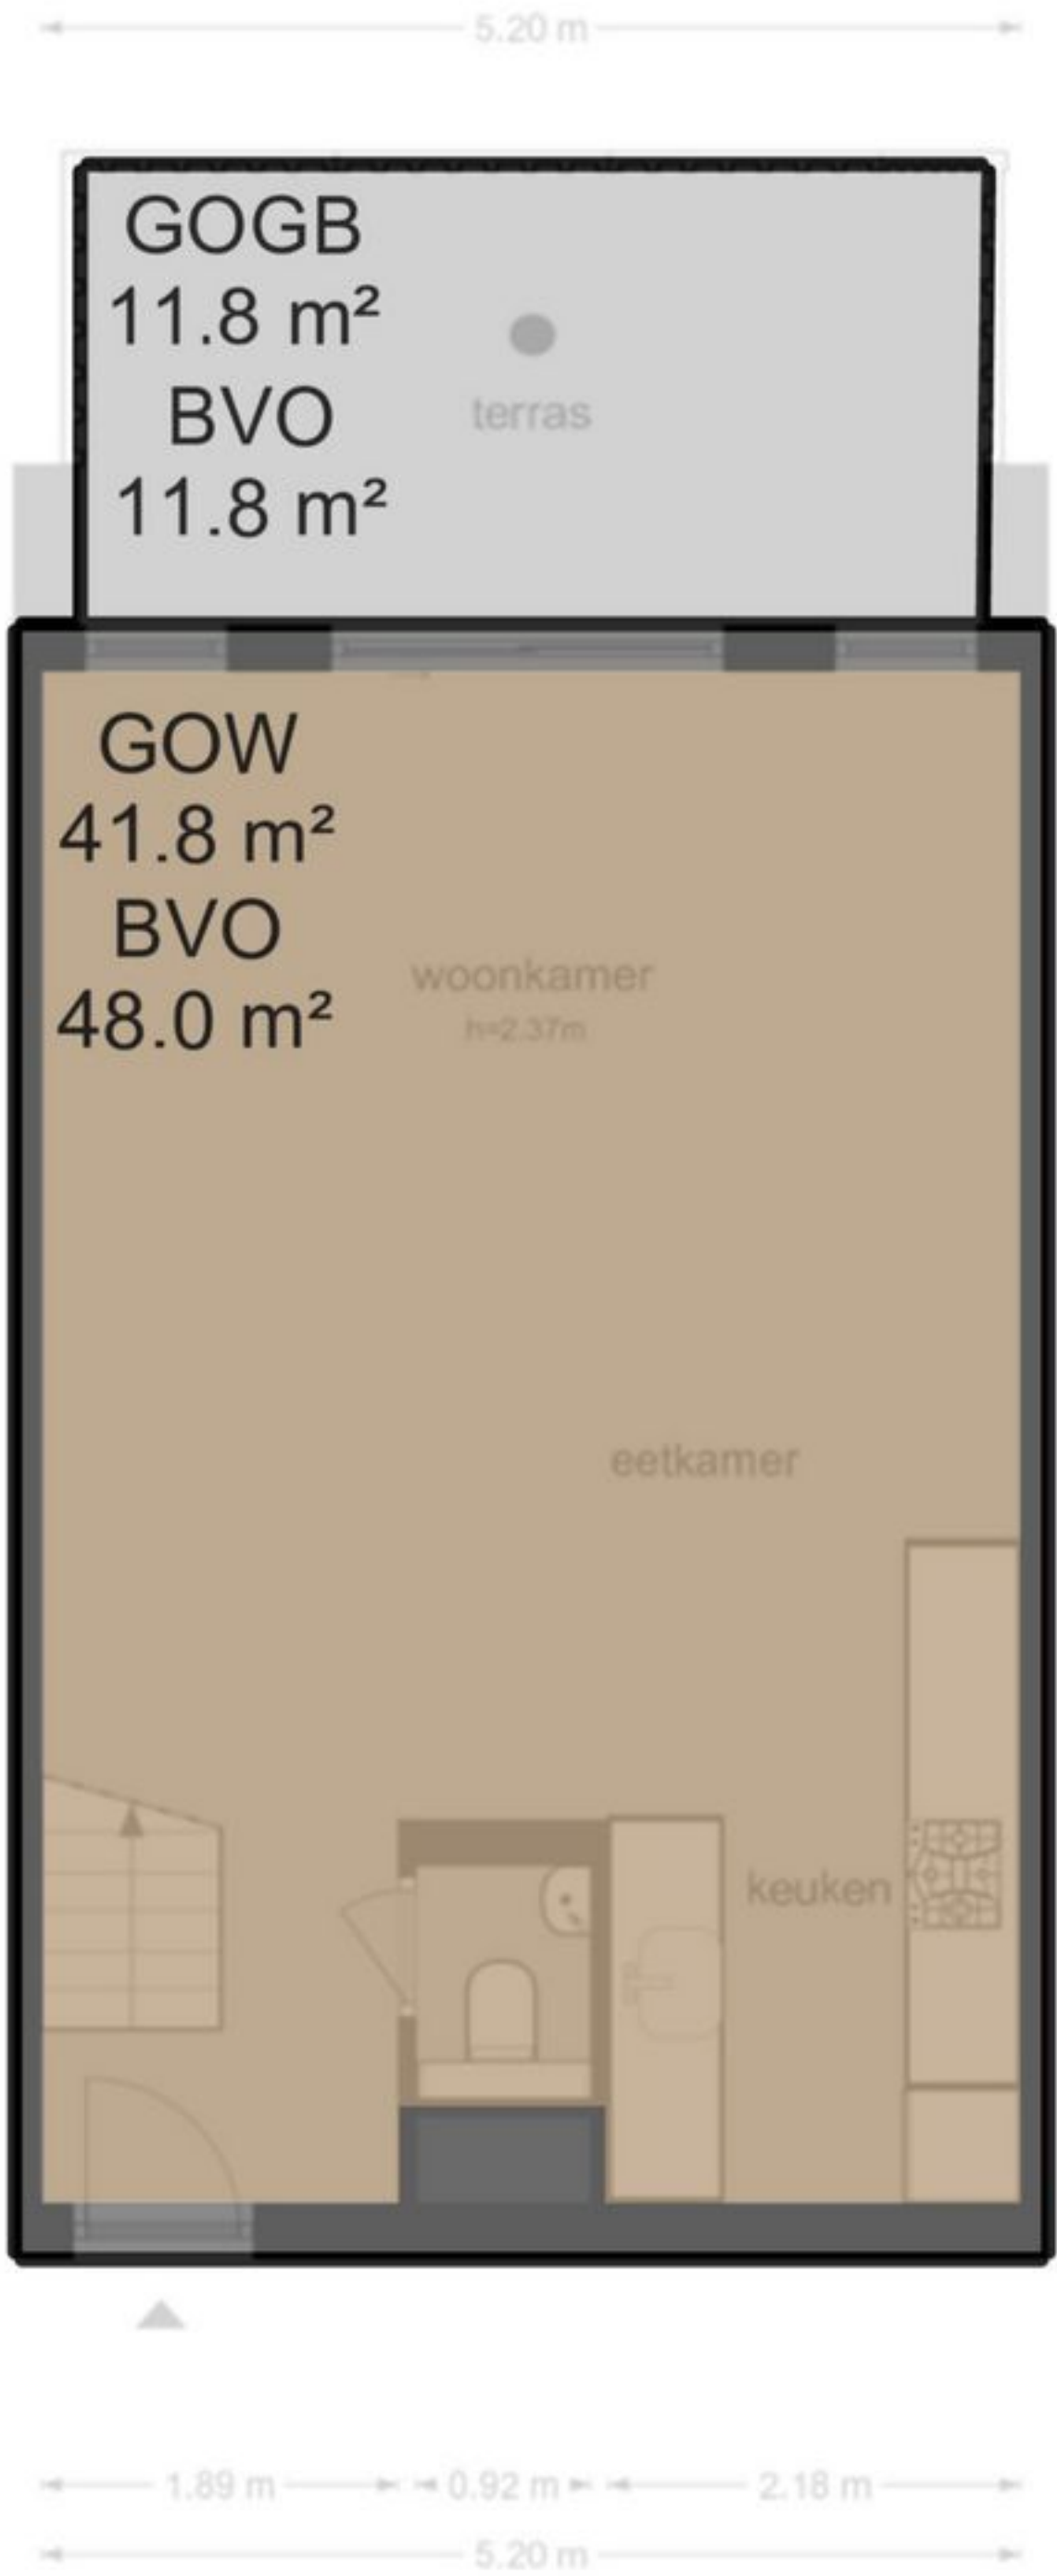 5.20 m
GOGB
11.8 m²
BVO
11.8 m²
terras
GOW
41.8 m²
BVO
48.0 m²
woonkamer
h=2.37m
eetkamer
keuken
1.89 m
0.92 m
2.18 m
5.20 m